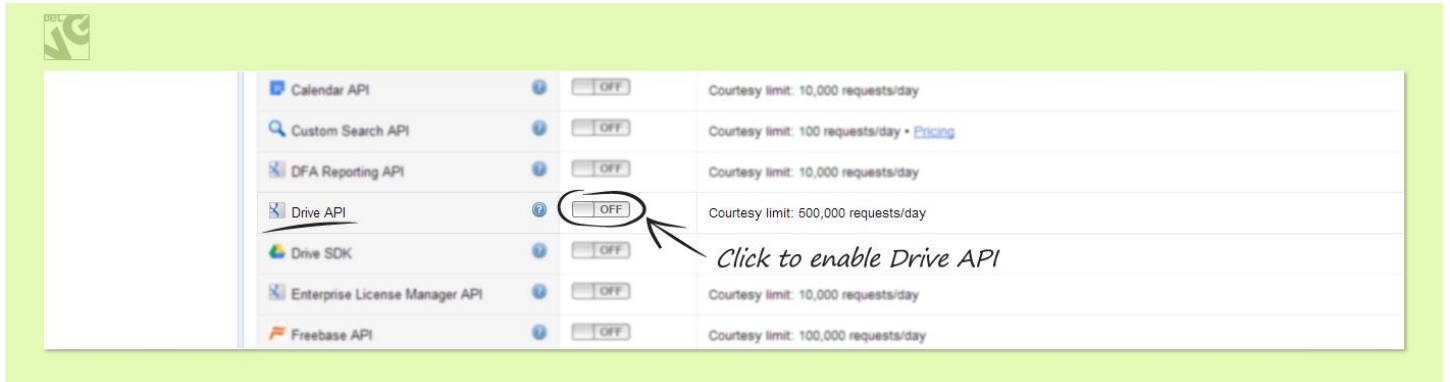 Calendar API OFF Courtesy limit: 10,000 requests/day
Custom Search API OFF Courtesy limit: 100 requests/day • Pricing
DFA Reporting API OFF Courtesy limit: 10,000 requests/day
Drive API OFF Courtesy limit: 500,000 requests/day
Drive SDK OFF
Click to enable Drive API
Enterprise License Manager API OFF Courtesy limit: 10,000 requests/day
Freebase API OFF Courtesy limit: 100,000 requests/day